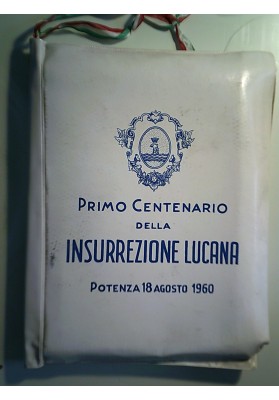 PRIMO CENTENARIO
DELLA
INSURREZIONE LUCANA
POTENZA 18 AGOSTO 1960